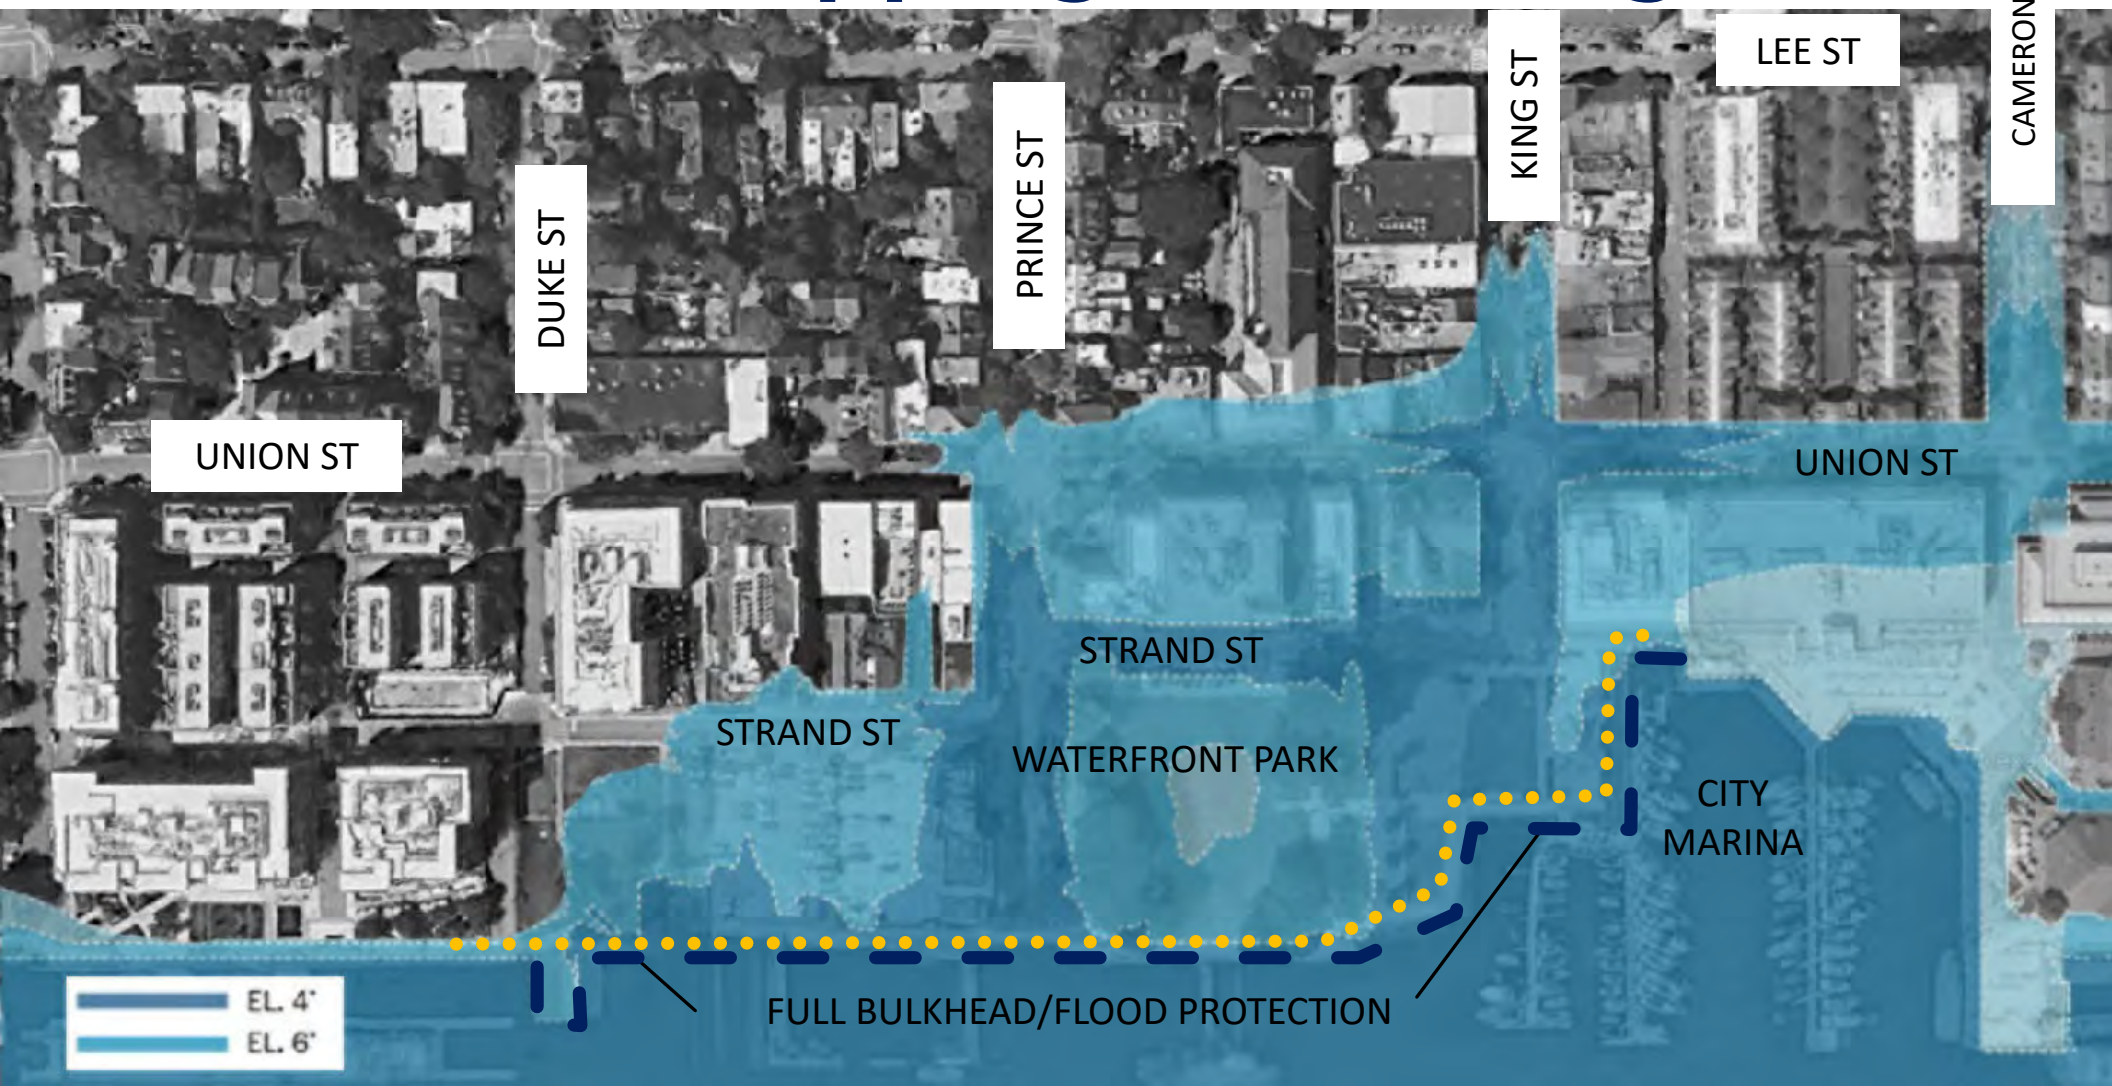 LEE ST
CAMERON
KING ST
PRINCE ST
DUKE ST
UNION ST
UNION ST
STRAND ST
STRAND ST
WATERFRONT PARK
CITY
MARINA
FULL BULKHEAD/FLOOD PROTECTION
EL. 4'
EL. 6'